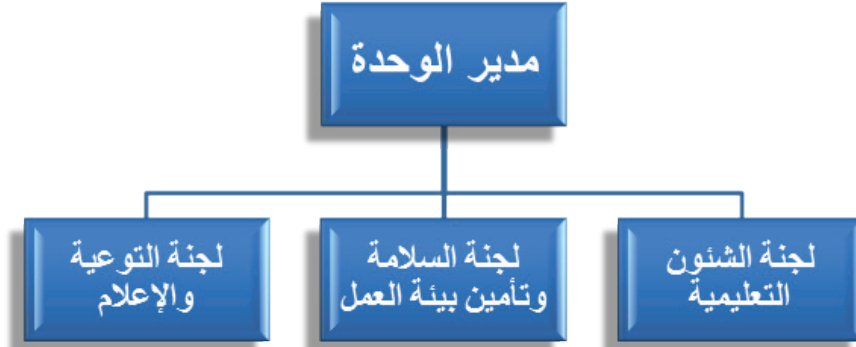 مدير الوحدة
لجنة الشئون
التعليمية
لجنة السلامة
وتأمين بيئة العمل
لجنة التوعية
والإعلام